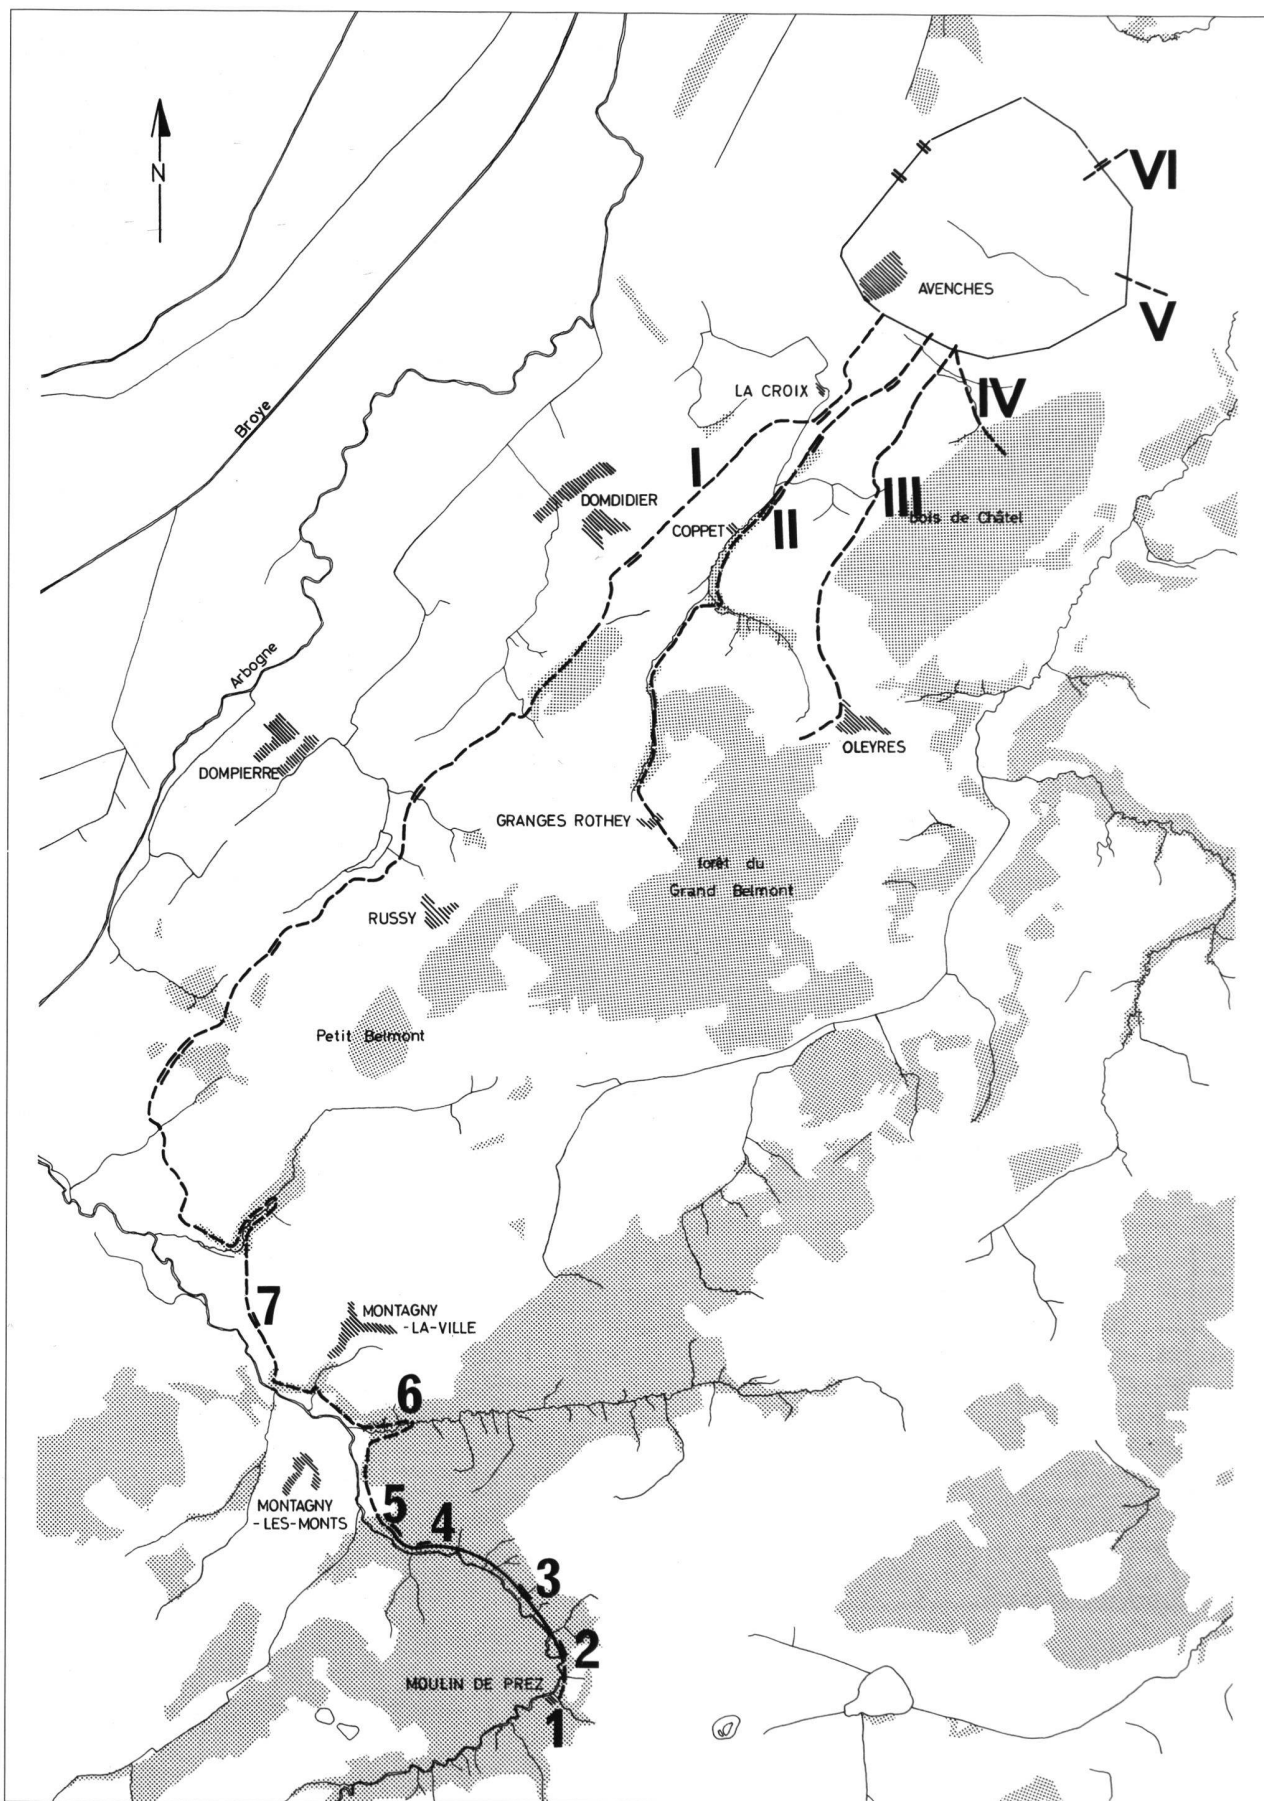 N
VI
AVENCHES
V
Broye
LA CROIX
IV
I
DOMDIDIER
III
Bois de Châtel
COPPET
II
Arbogne
DOMPIERRE
OLEYRES
GRANGES ROTHEY
forêt du
Grand Belmont
RUSSY
Petit Belmont
7
MONTAGNY
-LA-VILLE
6
MONTAGNY
-LES-MONTS
5
4
3
2
MOULIN DE PREZ
1